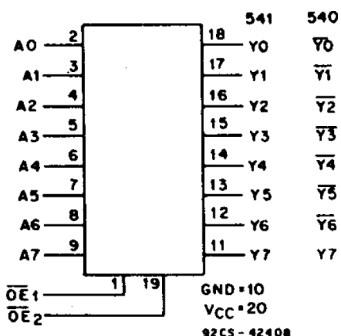 541 540
A0 2 18 Y0 Y̅0̅
A1 3 17 Y1 Y̅1̅
A2 4 16 Y2 Y̅2̅
A3 5 15 Y3 Y̅3̅
A4 6 14 Y4 Y̅4̅
A5 7 13 Y5 Y̅5̅
A6 8 12 Y6 Y̅6̅
A7 9 11 Y7 Y7
O̅E̅1 1 19 GND=10
O̅E̅2 VCC=20
92CS-42408